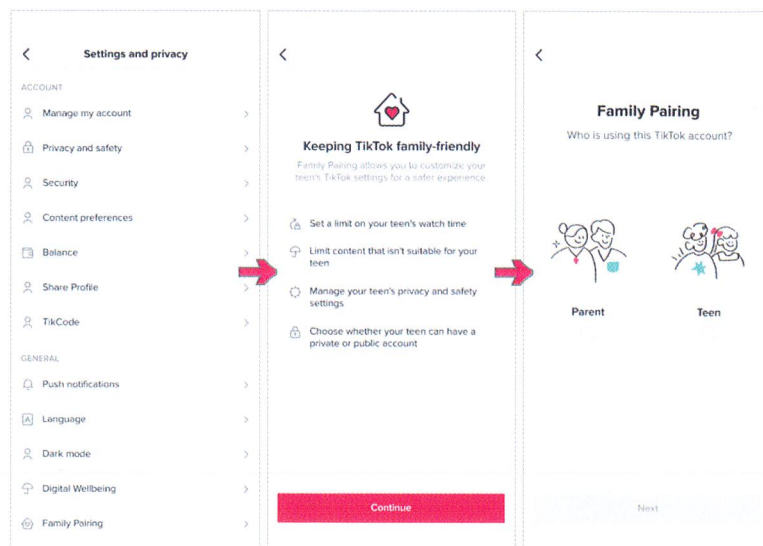 Settings and privacy
ACCOUNT
Manage my account
Privacy and safety
Security
Content preferences
Balance
Share Profile
TikCode
GENERAL
Push notifications
Language
Dark mode
Digital Wellbeing
Family Pairing
Keeping TikTok family-friendly
Family Pairing allows you to customize your
teen's TikTok settings for a safer experience
Set a limit on your teen's watch time
Limit content that isn't suitable for your
teen
Manage your teen's privacy and safety
settings
Choose whether your teen can have a
private or public account
Continue
Family Pairing
Who is using this TikTok account?
Parent
Teen
Next